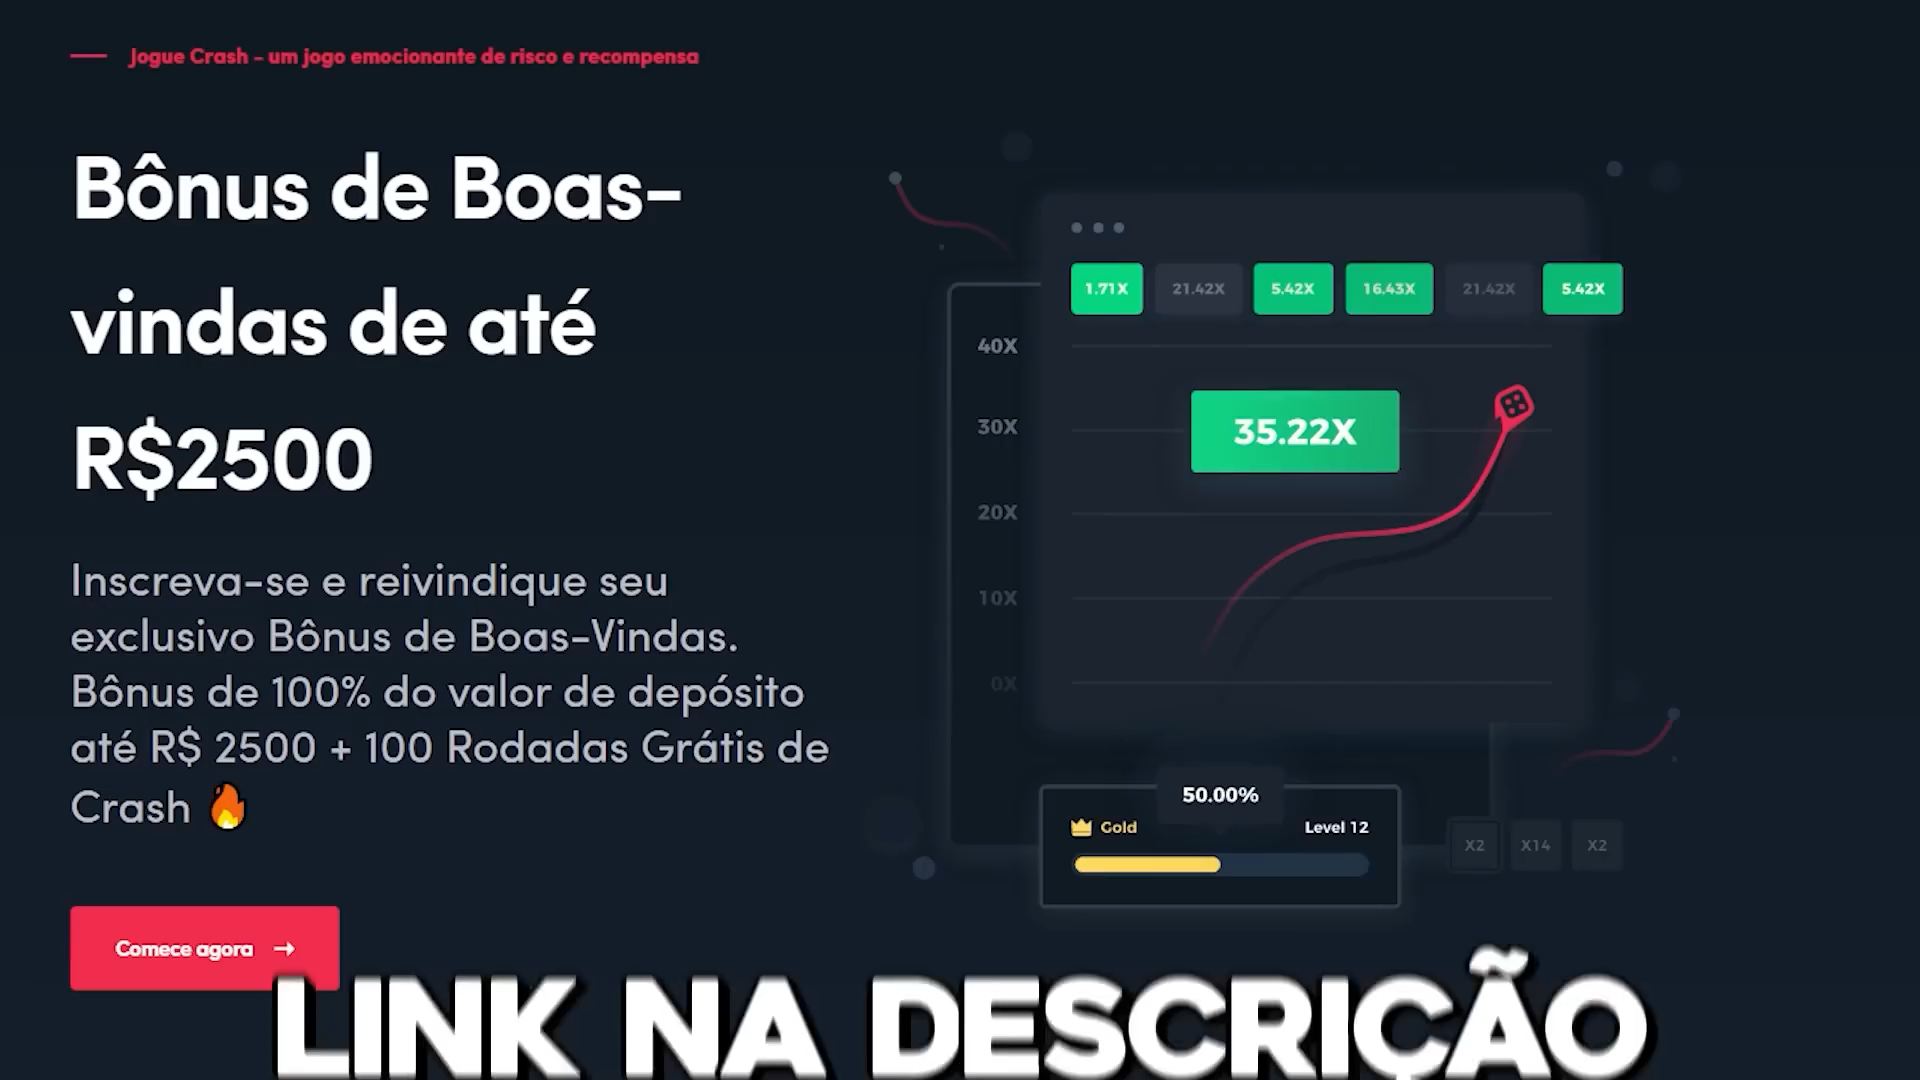 Jogue Crash - um jogo emocionante de risco e recompensa
Bônus de Boas-
vindas de até
R$2500
Inscreva-se e reivindique seu
exclusivo Bônus de Boas-Vindas.
Bônus de 100% do valor de depósito
até R$ 2500 + 100 Rodadas Grátis de
Crash 🔥
Comece agora →
1.71X 21.42X 5.42X 16.43X 21.42X 5.42X
40X
35.22X
30X
20X
10X
0X
50.00%
Gold Level 12
X2 X14 X2
LINK NA DESCRIÇÃO